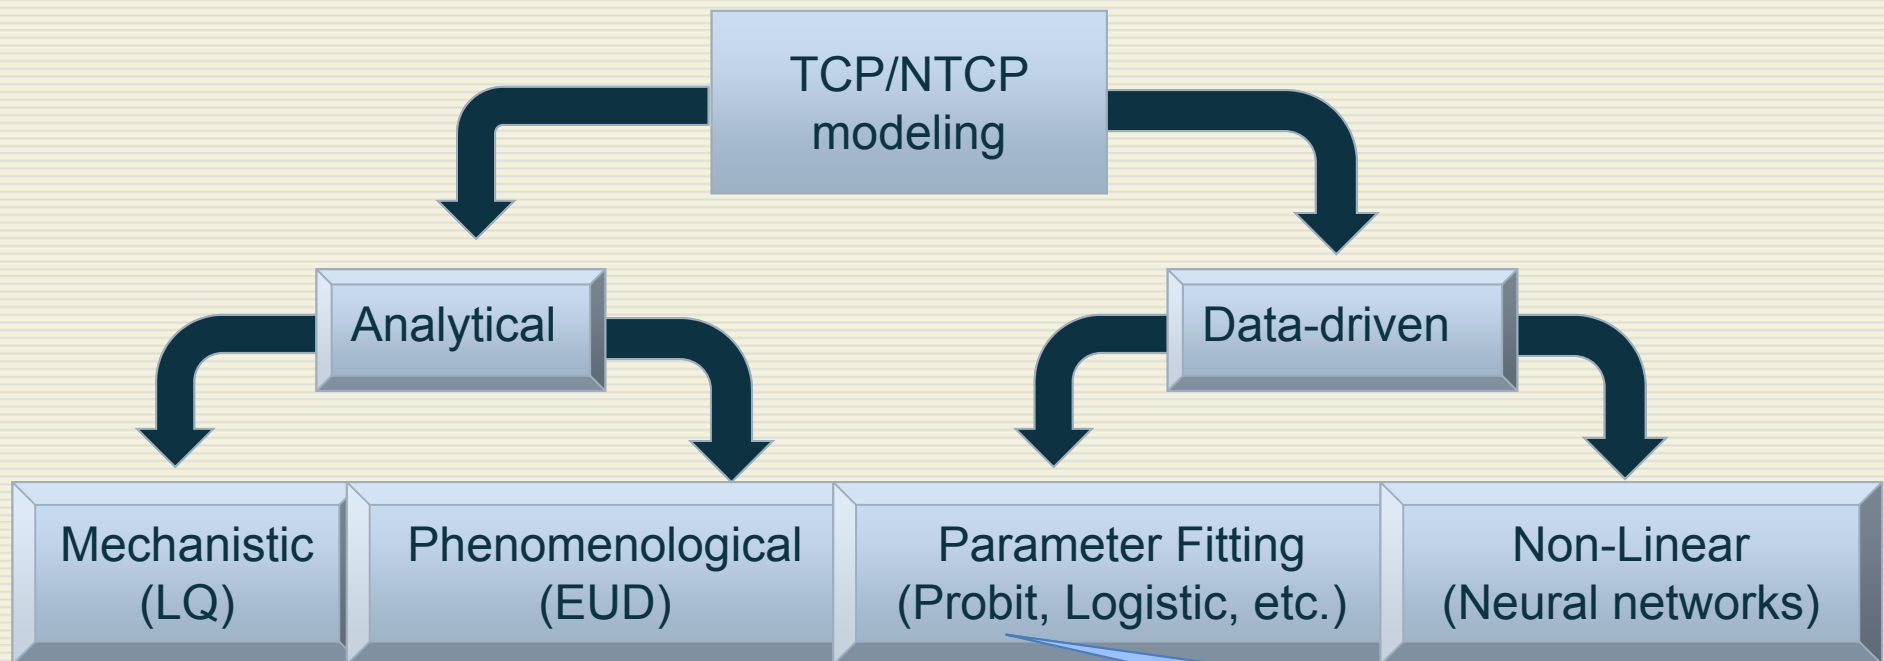 TCP/NTCP
modeling
Analytical
Data-driven
Mechanistic
(LQ)
Phenomenological
(EUD)
Parameter Fitting
(Probit, Logistic, etc.)
Non-Linear
(Neural networks)